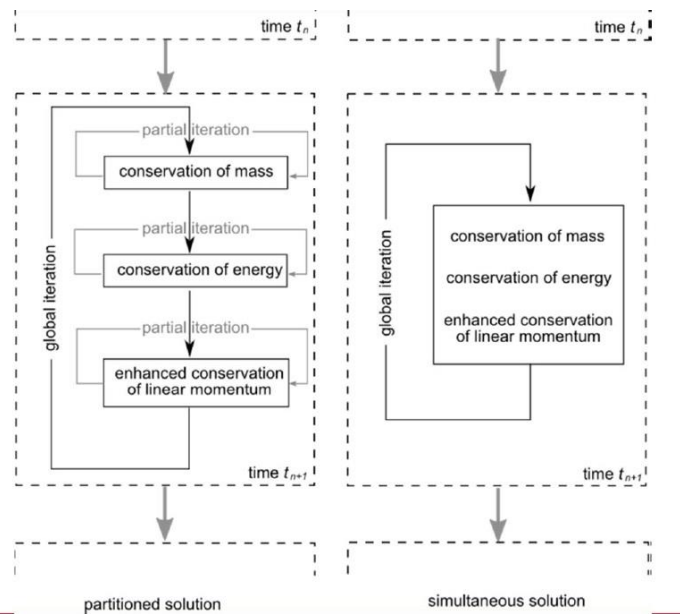 time tn
partial iteration
conservation of mass
partial iteration
conservation of energy
partial iteration
enhanced conservation
of linear momentum
global iteration
time tn+1
partitioned solution
time tn
conservation of mass
conservation of energy
enhanced conservation
of linear momentum
global iteration
time tn+1
simultaneous solution